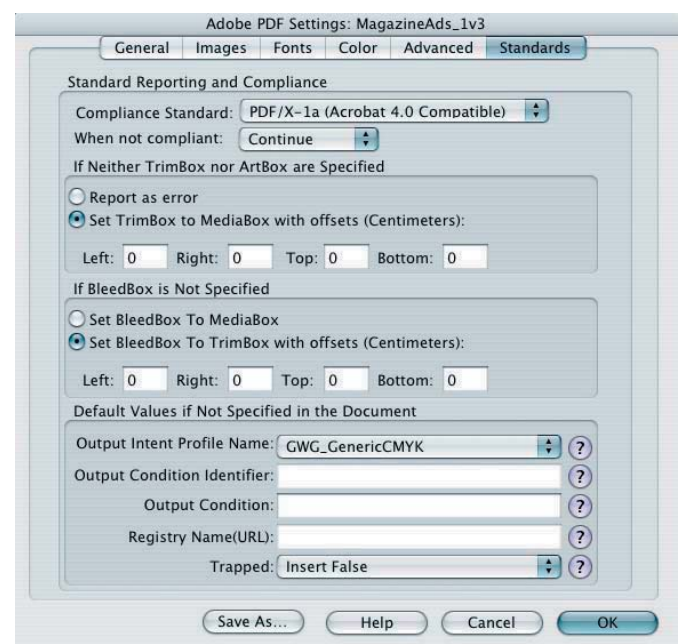 Adobe PDF Settings: MagazineAds_1v3
General Images Fonts Color Advanced Standards
Standard Reporting and Compliance
Compliance Standard: PDF/X-1a (Acrobat 4.0 Compatible)
When not compliant: Continue
If Neither TrimBox nor ArtBox are Specified
Report as error
Set TrimBox to MediaBox with offsets (Centimeters):
Left: 0 Right: 0 Top: 0 Bottom: 0
If BleedBox is Not Specified
Set BleedBox To MediaBox
Set BleedBox To TrimBox with offsets (Centimeters):
Left: 0 Right: 0 Top: 0 Bottom: 0
Default Values if Not Specified in the Document
Output Intent Profile Name: GWG_GenericCMYK ?
Output Condition Identifier: ?
Output Condition: ?
Registry Name(URL): ?
Trapped: Insert False ?
Save As... Help Cancel OK